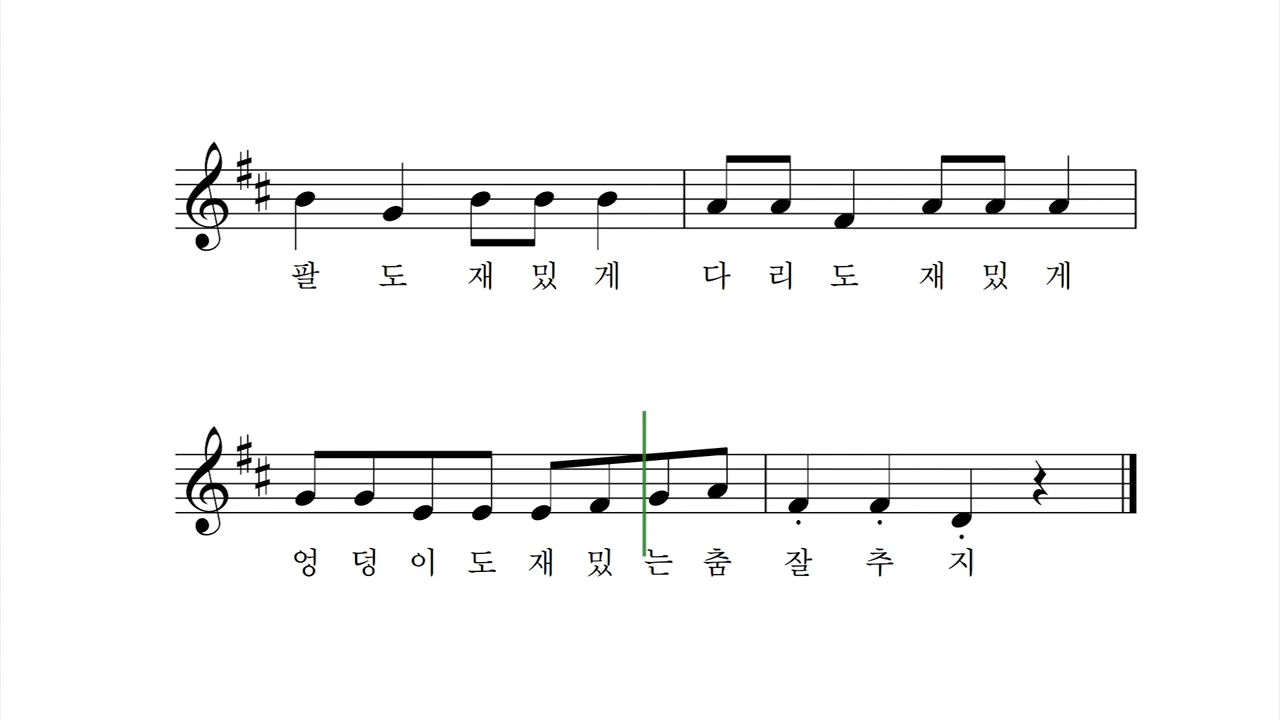 팔 도 재 밌 게 다 리 도 재 밌 게
엉 덩 이 도 재 밌 는 춤 잘 추 지